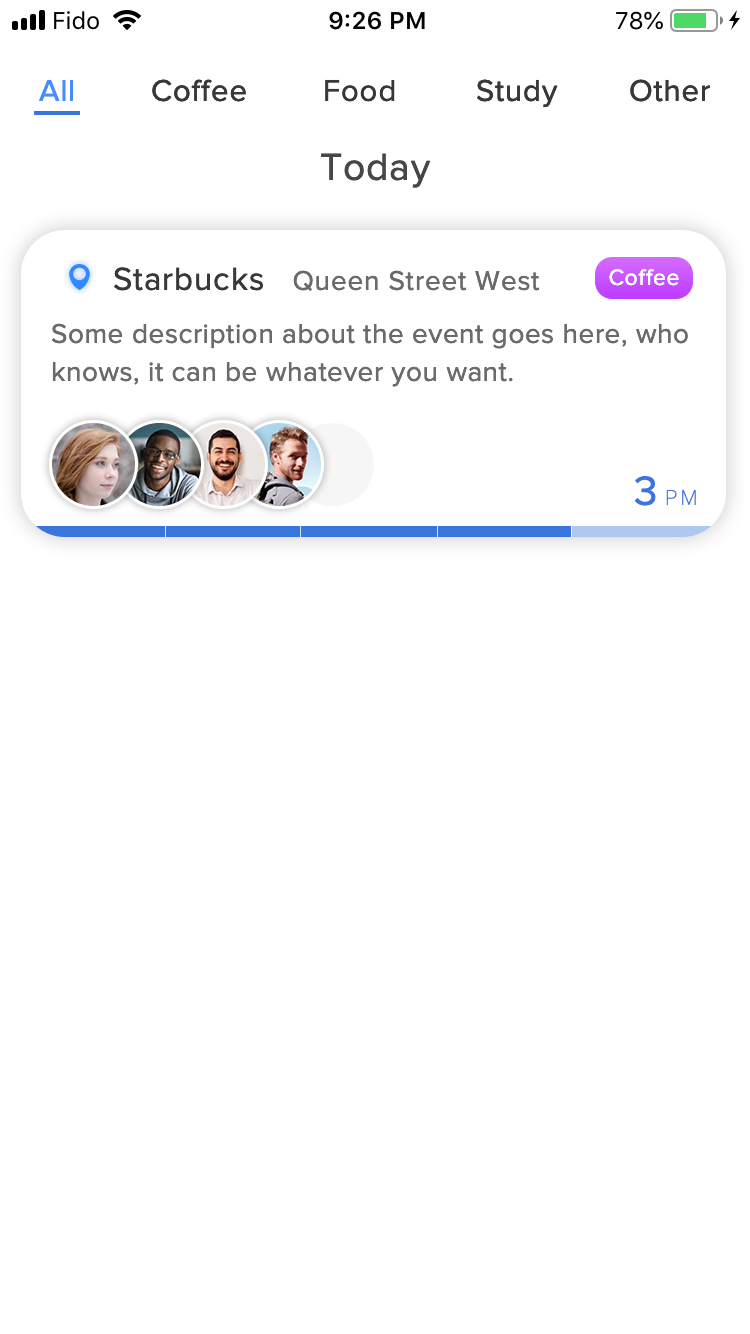 Fido 9:26 PM 78%
All Coffee Food Study Other
Today
Starbucks Queen Street West Coffee
Some description about the event goes here, who
knows, it can be whatever you want.
3 PM